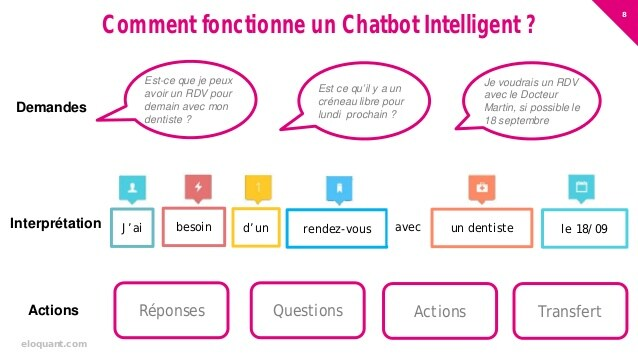 8
Comment fonctionne un Chatbot Intelligent ?
Demandes
Est-ce que je peux
avoir un RDV pour
demain avec mon
dentiste ?
Est ce qu'il y a un
créneau libre pour
lundi prochain ?
Je voudrais un RDV
avec le Docteur
Martin, si possible le
18 septembre
Interprétation
J'ai
besoin
d'un
rendez-vous
avec
un dentiste
le 18/09
Actions
Réponses
Questions
Actions
Transfert
eloquant.com